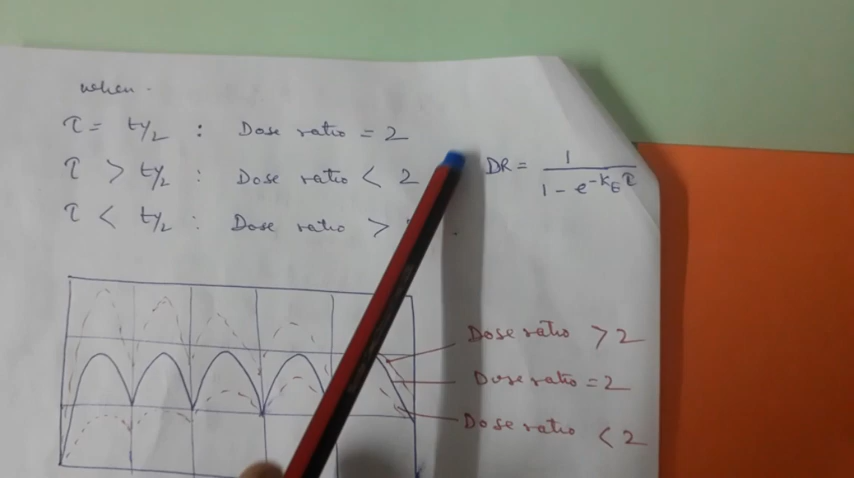 when.
τ = t1/2 : Dose ratio = 2
τ > t1/2 : Dose ratio < 2
τ < t1/2 : Dose ratio >
DR = 1 / 1 - e^-KEτ
Dose ratio > 2
Dose ratio = 2
Dose ratio < 2